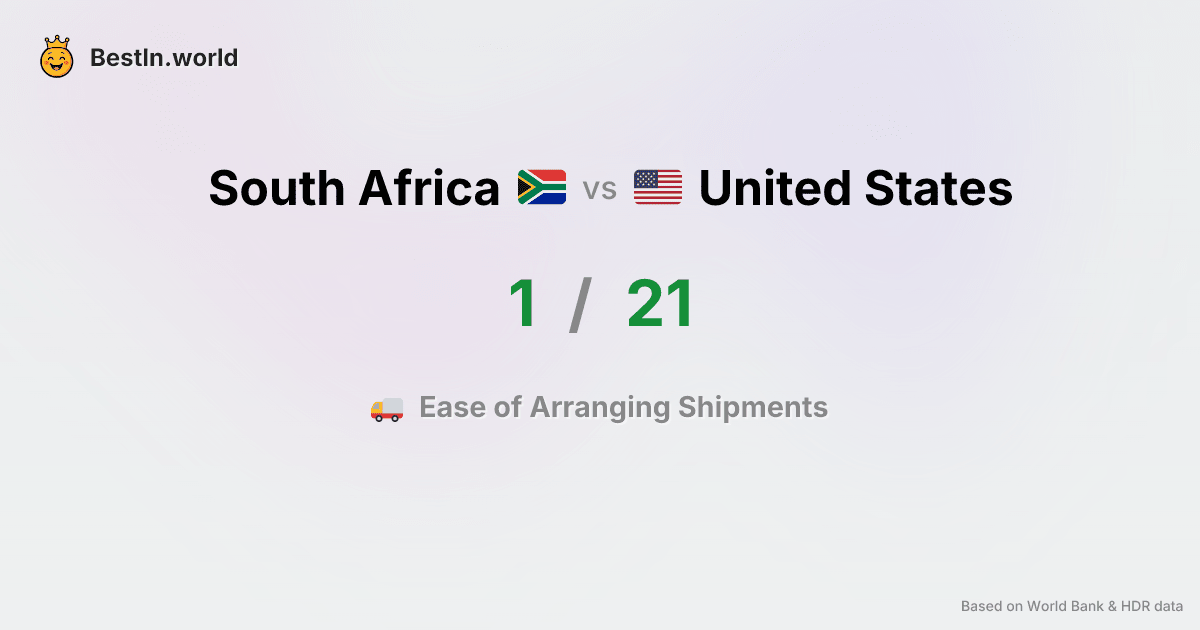 BestIn.world
South Africa vs United States
1 / 21
Ease of Arranging Shipments
Based on World Bank & HDR data